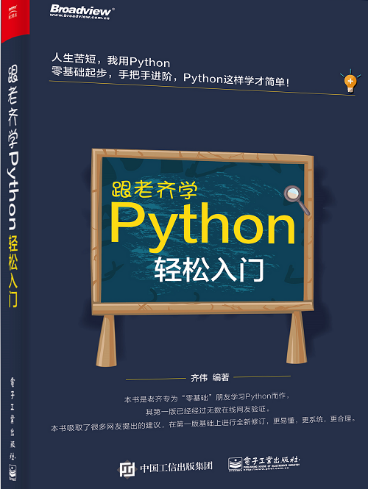 Broadview®
www.broadview.com.cn
人生苦短，我用Python
零基础起步，手把手进阶，Python这样学才简单！
跟老齐学
Python
轻松入门
齐伟 编著
本书是老齐专为“零基础”朋友学习Python而作，
其第一版已经经过无数在线网友验证。
本书吸取了很多网友提出的建议，在第一版基础上进行全新修订，更易懂，更系统，更合理。
中国工信出版集团
电子工业出版社
跟老齐学Python 轻松入门
电子工业出版社